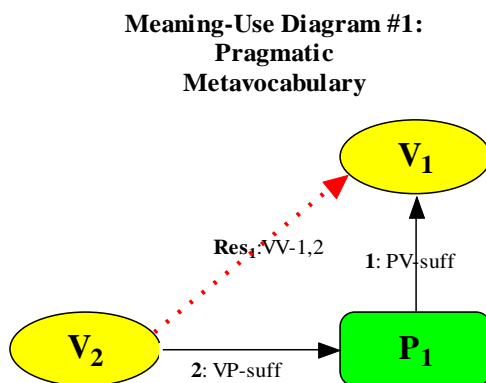 Meaning-Use Diagram #1:
Pragmatic
Metavocabulary
V1
Res1:VV-1,2
1: PV-suff
V2
P1
2: VP-suff